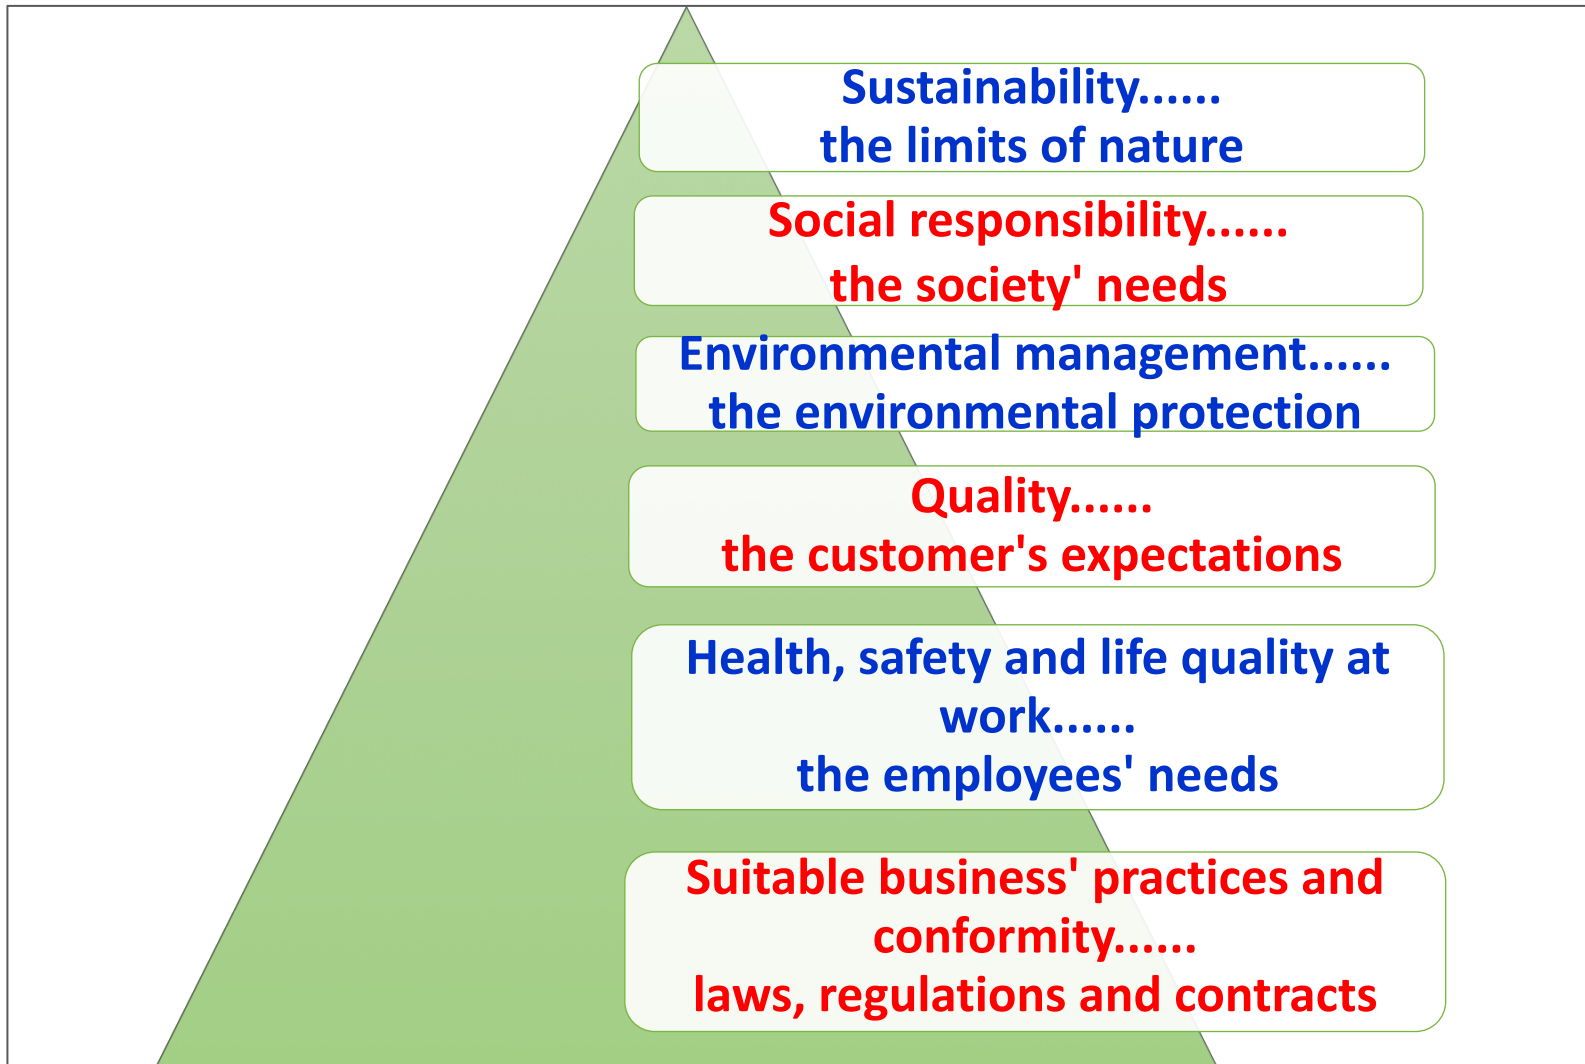 Sustainability......
the limits of nature
Social responsibility......
the society' needs
Environmental management......
the environmental protection
Quality......
the customer's expectations
Health, safety and life quality at
work......
the employees' needs
Suitable business' practices and
conformity......
laws, regulations and contracts